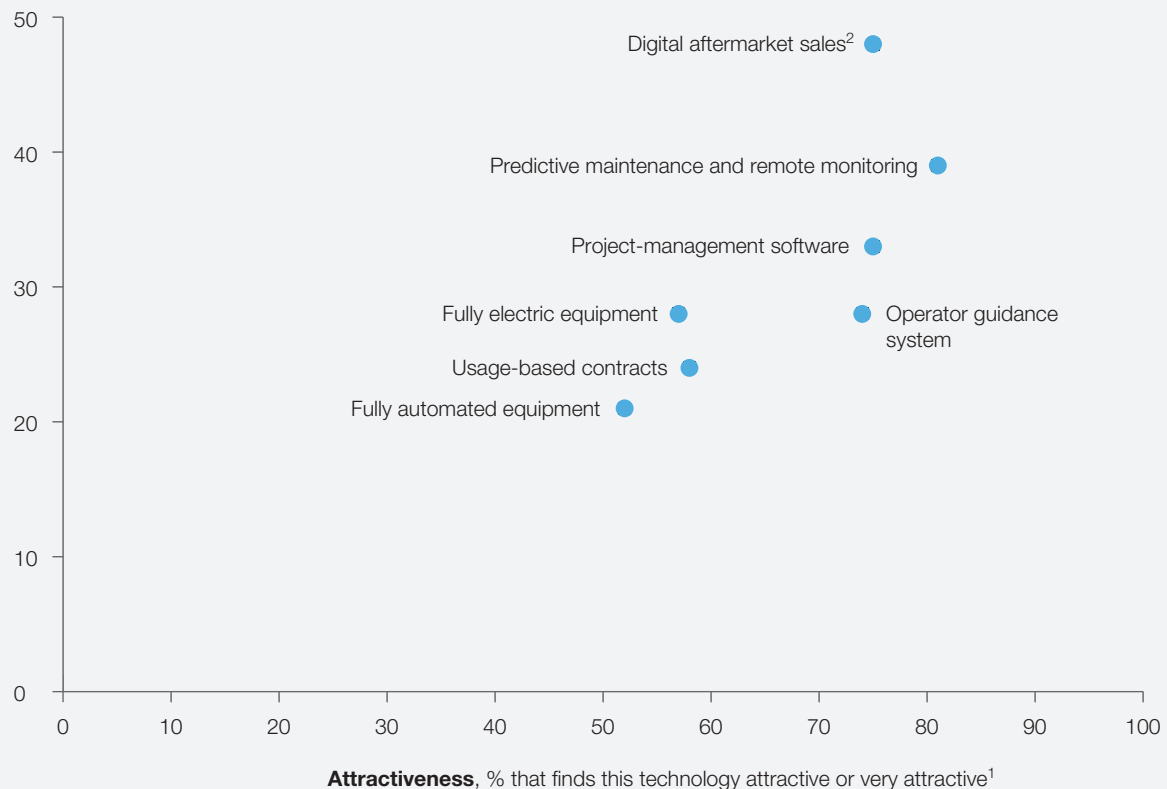 50
Digital aftermarket sales²
40
Predictive maintenance and remote monitoring
Project-management software
30
Fully electric equipment
Operator guidance
system
Usage-based contracts
Fully automated equipment
20
10
0
0 10 20 30 40 50 60 70 80 90 100
Attractiveness, % that finds this technology attractive or very attractive¹